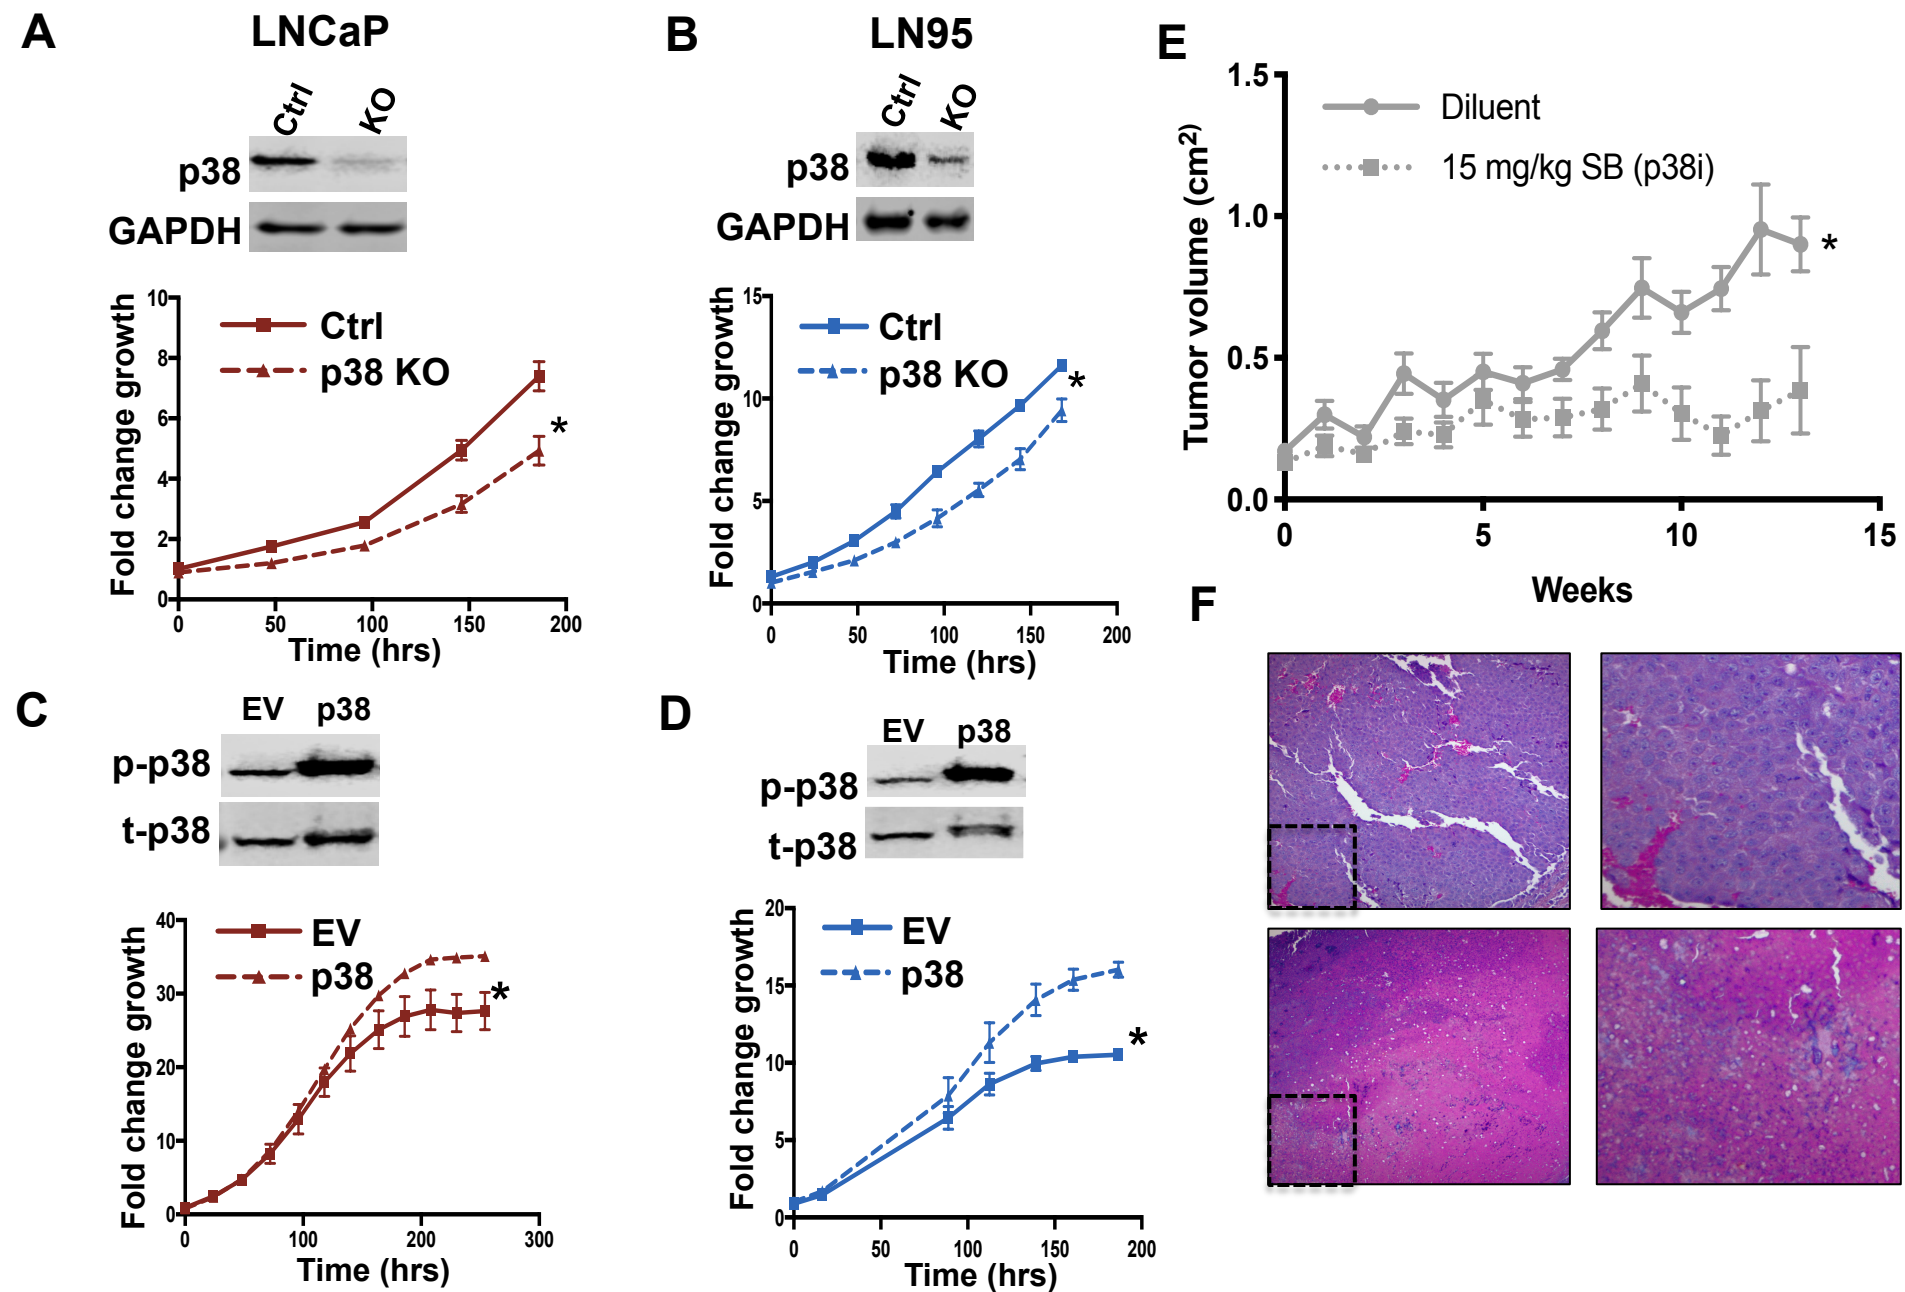 A
LNCaP
Ctrl
KO
p38
GAPDH
Fold change growth
10
8
6
4
2
0
Ctrl
p38 KO
*
0 50 100 150 200
Time (hrs)
B
LN95
Ctrl
KO
p38
GAPDH
Fold change growth
15
10
5
0
Ctrl
p38 KO
*
0 50 100 150 200
Time (hrs)
C
EV p38
p-p38
t-p38
Fold change growth
40
30
20
10
0
EV
p38
*
0 100 200 300
Time (hrs)
D
EV p38
p-p38
t-p38
Fold change growth
20
15
10
5
0
EV
p38
*
0 50 100 150 200
Time (hrs)
E
Tumor volume (cm²)
1.5
1.0
0.5
0.0
Diluent
15 mg/kg SB (p38i)
*
0 5 10 15
Weeks
F